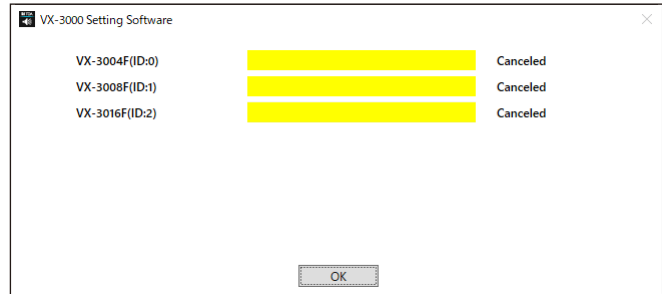 VX-3000 Setting Software
VX-3004F(ID:0) Canceled
VX-3008F(ID:1) Canceled
VX-3016F(ID:2) Canceled
OK